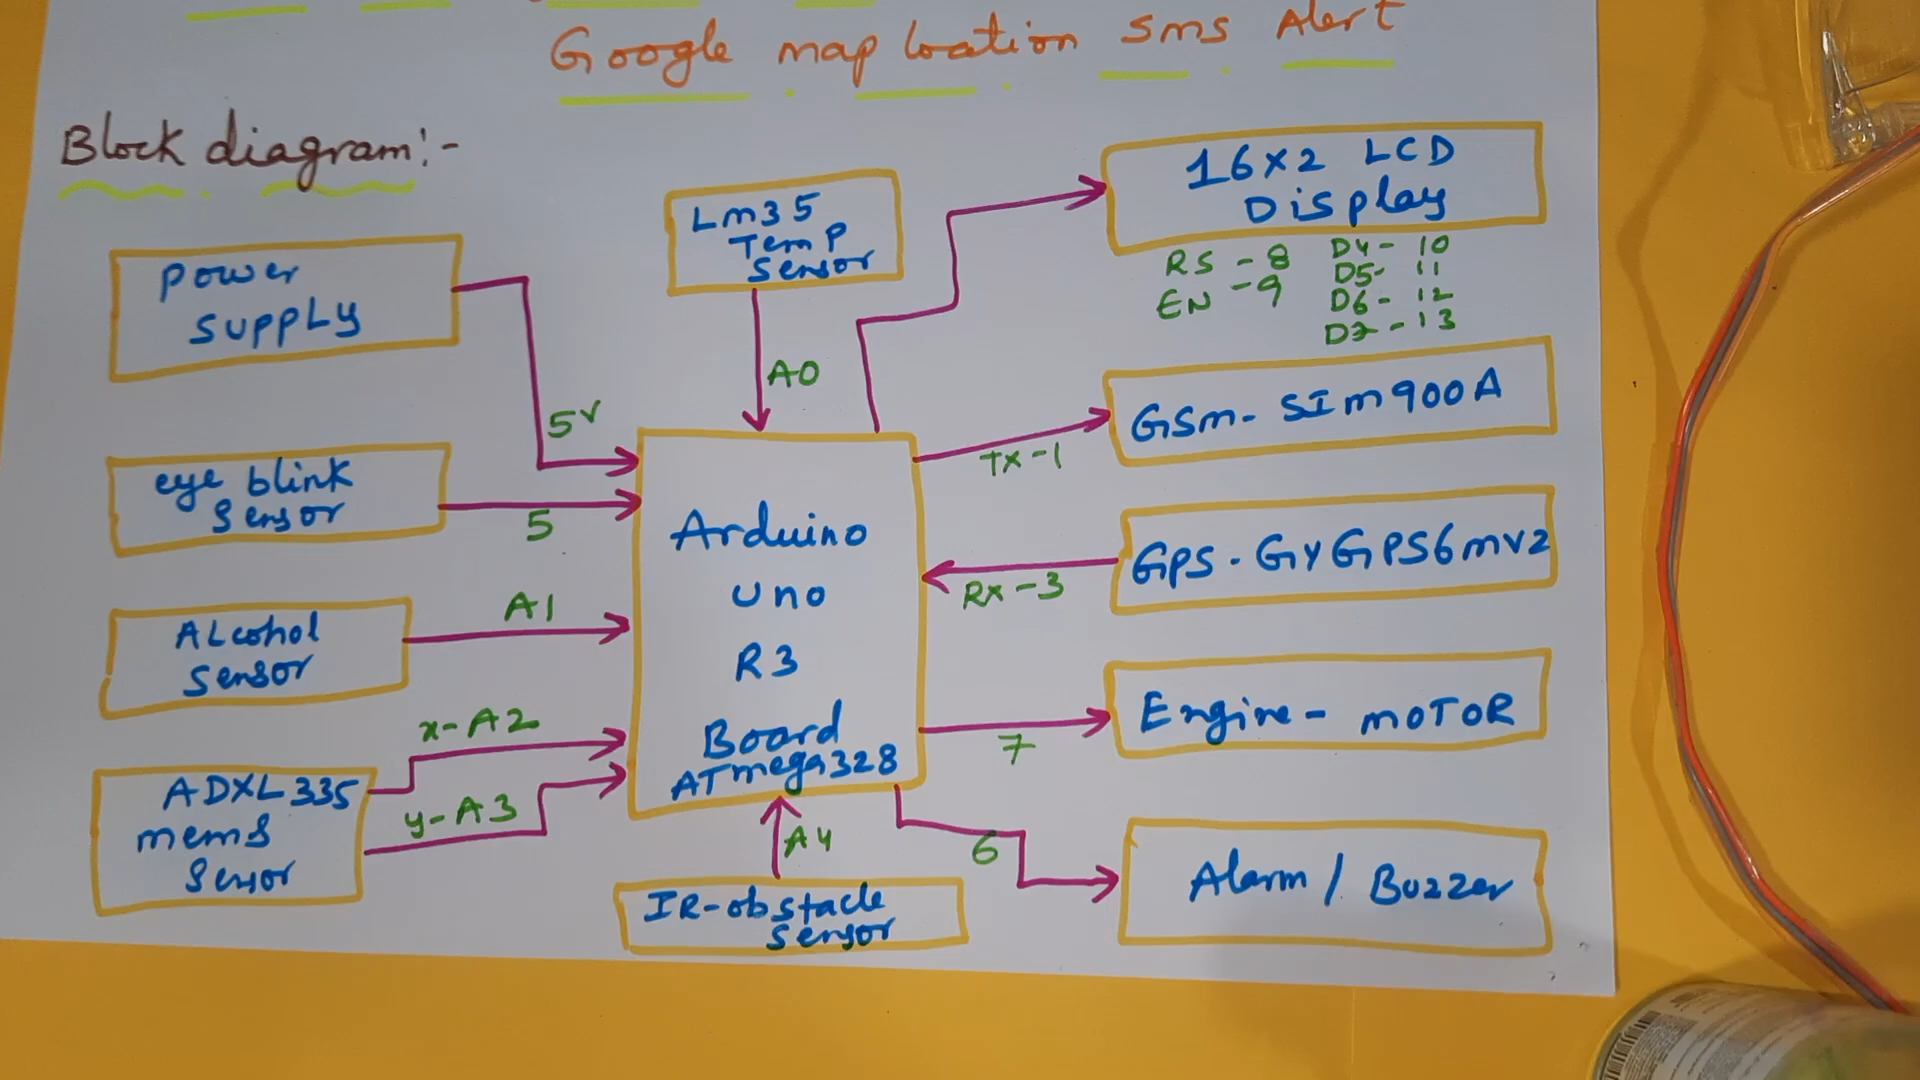 Google map location sms Alert
Block diagram:-
Lm35
Temp
Sensor
16x2 LCD
Display
RS - 8
EN - 9
D4 - 10
D5- 11
D6 - 12
D7 - 13
Power
Supply
5V
A0
GSm- SIm900A
TX-1
eye blink
Sensor
5
Arduino
Uno
R3
Board
ATmega328
GPS - GYGPS6mv2
RX-3
ALcohol
Sensor
A1
Engine - moTOR
7
ADXL335
mems
Sensor
x-A2
y-A3
A4
6
IR-obstacle
Sensor
Alarm / Buzzer